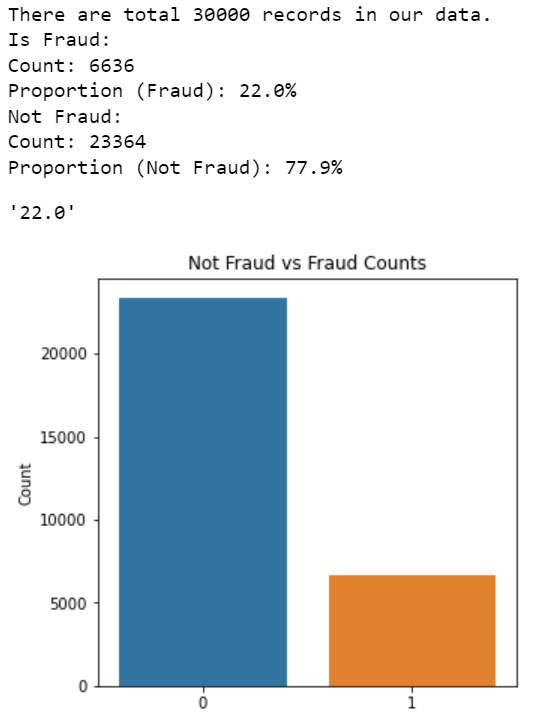 There are total 30000 records in our data.
Is Fraud:
Count: 6636
Proportion (Fraud): 22.0%
Not Fraud:
Count: 23364
Proportion (Not Fraud): 77.9%
'22.0'
Not Fraud vs Fraud Counts
20000
15000
10000
5000
0
Count
0 1